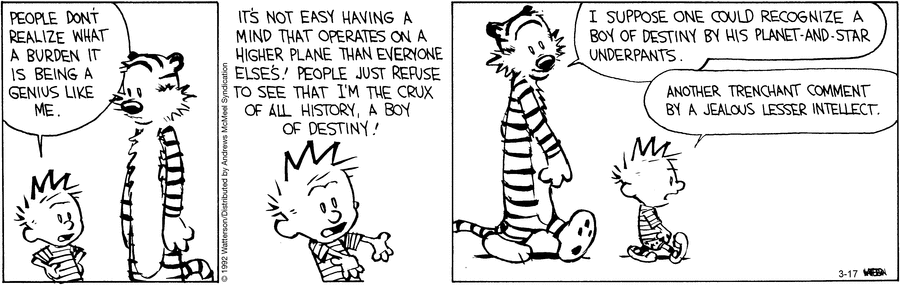 PEOPLE DON'T
REALIZE WHAT
A BURDEN IT
IS BEING A
GENIUS LIKE
ME.
© 1992 Watterson/Distributed by Andrews McMeel Syndication
IT'S NOT EASY HAVING A
MIND THAT OPERATES ON A
HIGHER PLANE THAN EVERYONE
ELSE'S! PEOPLE JUST REFUSE
TO SEE THAT I'M THE CRUX
OF ALL HISTORY, A BOY
OF DESTINY!
I SUPPOSE ONE COULD RECOGNIZE A
BOY OF DESTINY BY HIS PLANET-AND-STAR
UNDERPANTS.
ANOTHER TRENCHANT COMMENT
BY A JEALOUS LESSER INTELLECT.
3-17 WATTERSON